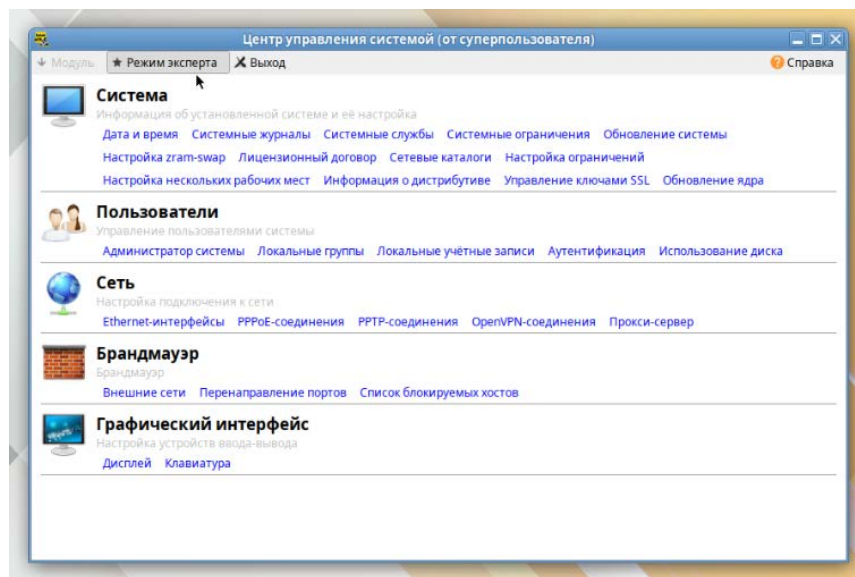 Центр управления системой (от суперпользователя)
Модуль Режим эксперта Выход Справка
Система
Информация об установленной системе и её настройка
Дата и время Системные журналы Системные службы Системные ограничения Обновление системы
Настройка zram-swap Лицензионный договор Сетевые каталоги Настройка ограничений
Настройка нескольких рабочих мест Информация о дистрибутиве Управление ключами SSL Обновление ядра
Пользователи
Управление пользователями системы
Администратор системы Локальные группы Локальные учётные записи Аутентификация Использование диска
Сеть
Настройка подключения к сети
Ethernet-интерфейсы PPPoE-соединения PPTP-соединения OpenVPN-соединения Прокси-сервер
Брандмауэр
Брандмауэр
Внешние сети Перенаправление портов Список блокируемых хостов
Графический интерфейс
Настройка устройств ввода-вывода
Дисплей Клавиатура